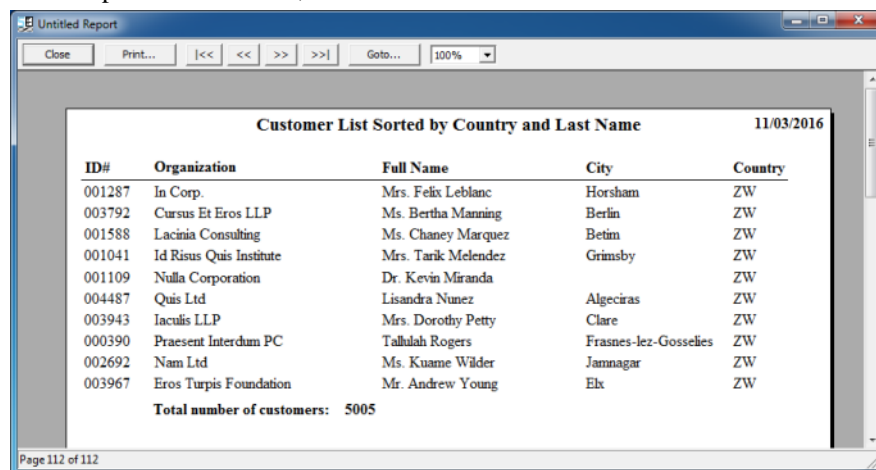 Untitled Report
Close Print... |<< << >> >>| Goto... 100%
Customer List Sorted by Country and Last Name 11/03/2016
ID# Organization Full Name City Country
001287 In Corp. Mrs. Felix Leblanc Horsham ZW
003792 Cursus Et Eros LLP Ms. Bertha Manning Berlin ZW
001588 Lacinia Consulting Ms. Chaney Marquez Betim ZW
001041 Id Risus Quis Institute Mrs. Tarik Melendez Grimsby ZW
001109 Nulla Corporation Dr. Kevin Miranda ZW
004487 Quis Ltd Lisandra Nunez Algeciras ZW
003943 Iaculis LLP Mrs. Dorothy Petty Clare ZW
000390 Praesent Interdum PC Tallulah Rogers Frasnes-lez-Gosselies ZW
002692 Nam Ltd Ms. Kuame Wilder Jamnagar ZW
003967 Eros Turpis Foundation Mr. Andrew Young Elx ZW
Total number of customers: 5005
Page 112 of 112